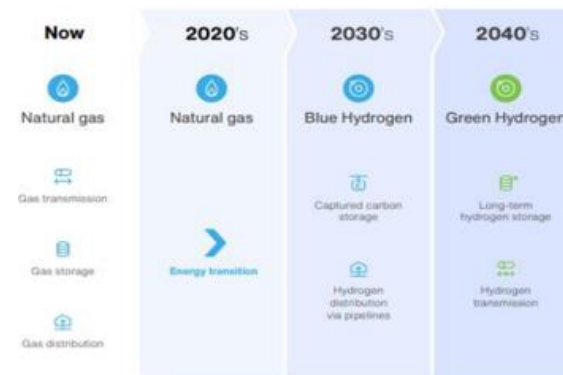 Now
Natural gas
Gas transmission
Gas storage
Gas distribution
2020's
Natural gas
Energy transition
2030's
Blue Hydrogen
Captured carbon
storage
Hydrogen
distribution
via pipelines
2040's
Green Hydrogen
Long-term
hydrogen storage
Hydrogen
transmission